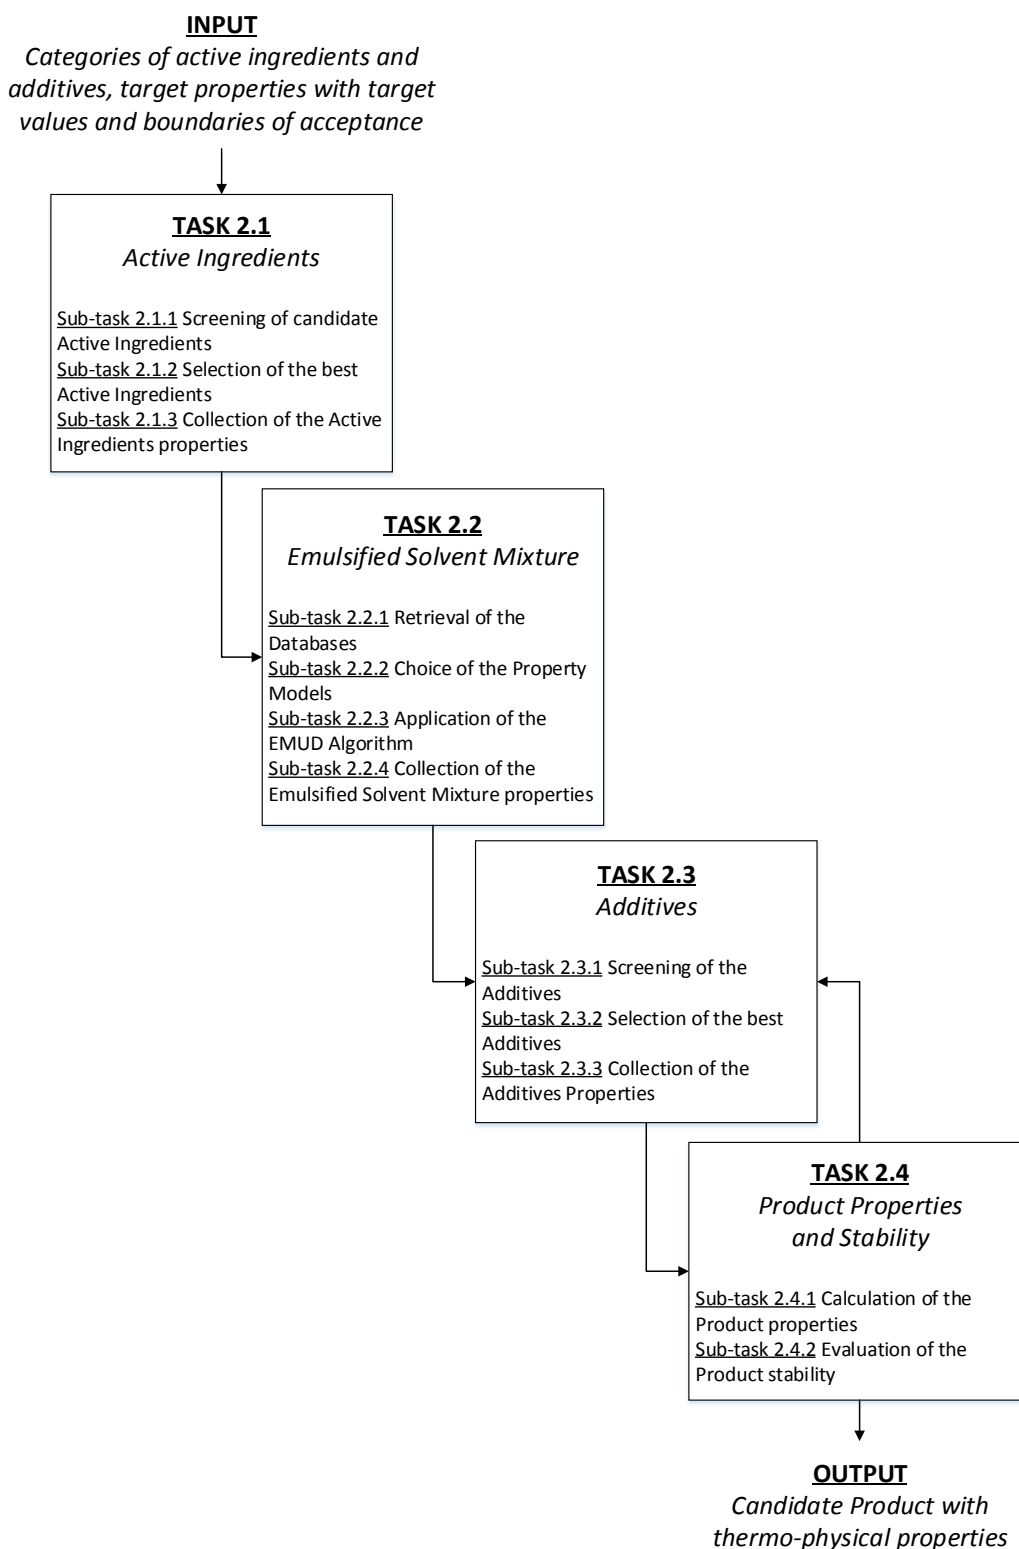 INPUT
Categories of active ingredients and
additives, target properties with target
values and boundaries of acceptance
TASK 2.1
Active Ingredients
Sub-task 2.1.1 Screening of candidate
Active Ingredients
Sub-task 2.1.2 Selection of the best
Active Ingredients
Sub-task 2.1.3 Collection of the Active
Ingredients properties
TASK 2.2
Emulsified Solvent Mixture
Sub-task 2.2.1 Retrieval of the
Databases
Sub-task 2.2.2 Choice of the Property
Models
Sub-task 2.2.3 Application of the
EMUD Algorithm
Sub-task 2.2.4 Collection of the
Emulsified Solvent Mixture properties
TASK 2.3
Additives
Sub-task 2.3.1 Screening of the
Additives
Sub-task 2.3.2 Selection of the best
Additives
Sub-task 2.3.3 Collection of the
Additives Properties
TASK 2.4
Product Properties
and Stability
Sub-task 2.4.1 Calculation of the
Product properties
Sub-task 2.4.2 Evaluation of the
Product stability
OUTPUT
Candidate Product with
thermo-physical properties